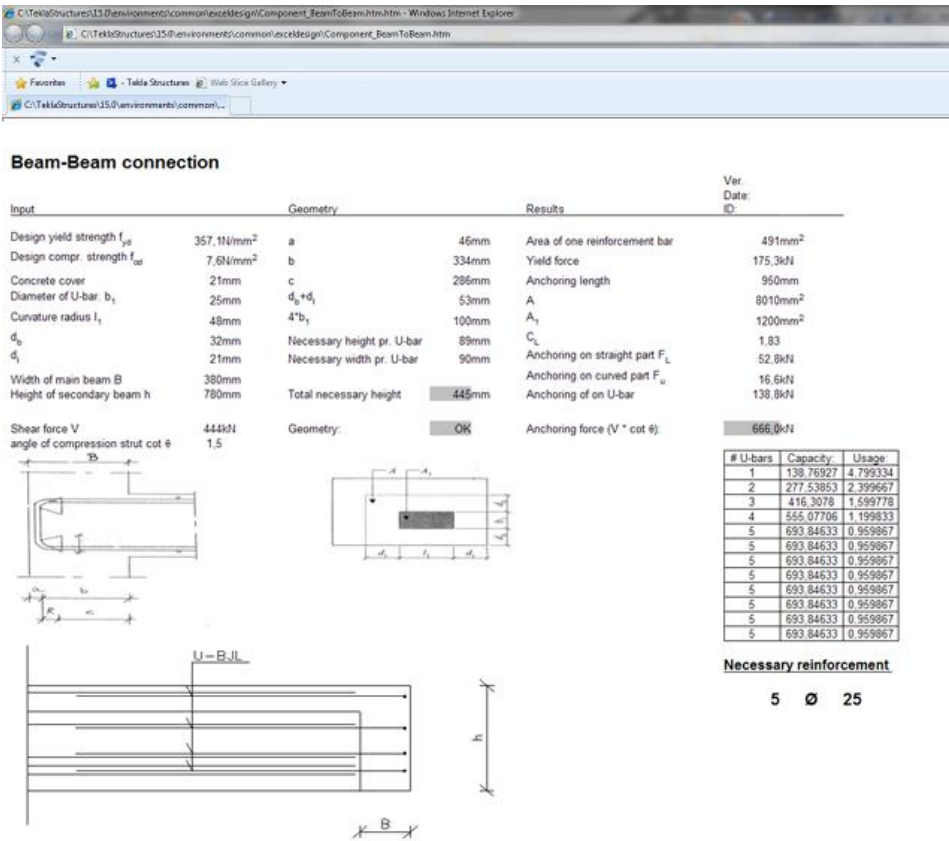 C:\TeklaStructures\15.0\environments\common\exceldesign\Component_BeamToBeam.htm.htm - Windows Internet Explorer
C:\TeklaStructures\15.0\environments\common\exceldesign\Component_BeamToBeam.htm
x
Favorites - Tekla Structures Web Slice Gallery
C:\TeklaStructures\15.0\environments\common\...
Beam-Beam connection
Ver.
Date:
Input Geometry Results ID:
Design yield strength fyd 357,1N/mm2 a 46mm Area of one reinforcement bar 491mm2
Design compr. strength fcd 7,6N/mm2 b 334mm Yield force 175,3kN
Concrete cover 21mm c 286mm Anchoring length 950mm
Diameter of U-bar. b1 25mm db+di 53mm A 8010mm2
Curvature radius l1 48mm 4*b1 100mm A1 1200mm2
db 32mm Necessary height pr. U-bar 89mm CL 1,83
di 21mm Necessary width pr. U-bar 90mm Anchoring on straight part FL 52,8kN
Width of main beam B 380mm Anchoring on curved part Fu 16,6kN
Height of secondary beam h 780mm Total necessary height 445mm Anchoring of on U-bar 138,8kN
Shear force V 444kN Geometry: OK Anchoring force (V * cot θ): 666,0kN
angle of compression strut cot θ 1,5
# U-bars Capacity: Usage:
1 138,76927 4,799334
2 277,53853 2,399667
3 416,3078 1,599778
4 555,07706 1,199833
5 693,84633 0,959867
5 693,84633 0,959867
5 693,84633 0,959867
5 693,84633 0,959867
5 693,84633 0,959867
5 693,84633 0,959867
5 693,84633 0,959867
5 693,84633 0,959867
B
A A1
b1
d1 l1 d1
a b
R c
Necessary reinforcement
5 Ø 25
U-BJL
h
B